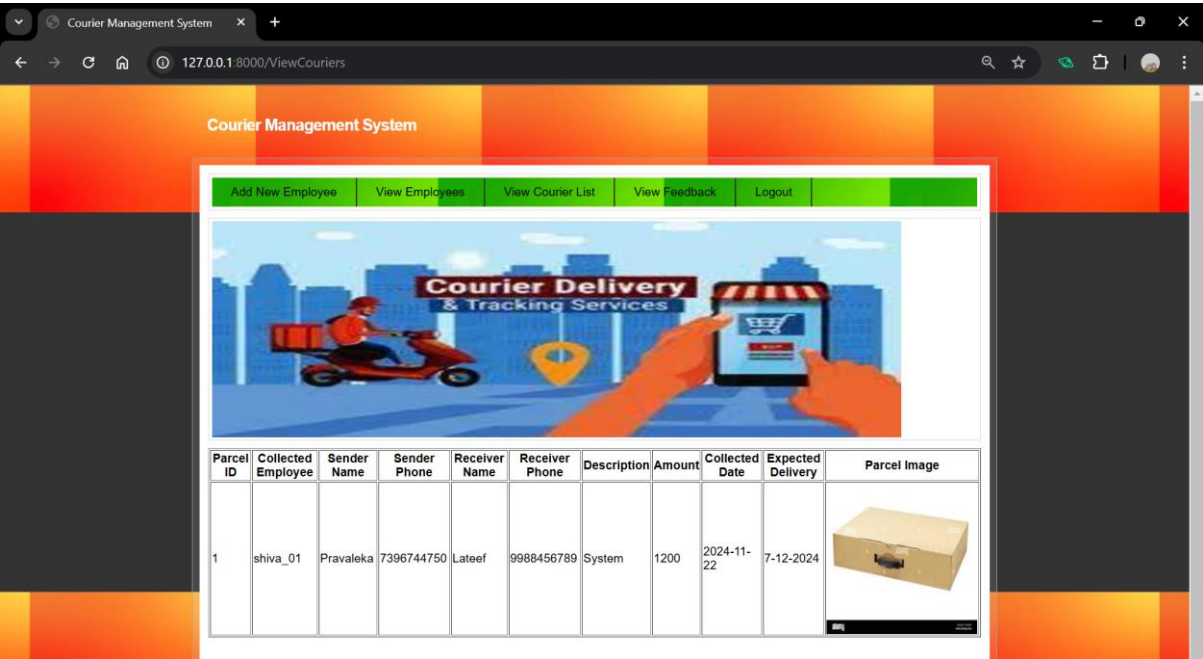 Courier Management System
127.0.0.1:8000/ViewCouriers
Courier Management System
Add New Employee View Employees View Courier List View Feedback Logout
Courier Delivery
& Tracking Services
Parcel ID Collected Employee Sender Name Sender Phone Receiver Name Receiver Phone Description Amount Collected Date Expected Delivery Parcel Image
1 shiva_01 Pravaleka 7396744750 Lateef 9988456789 System 1200 2024-11-22 7-12-2024